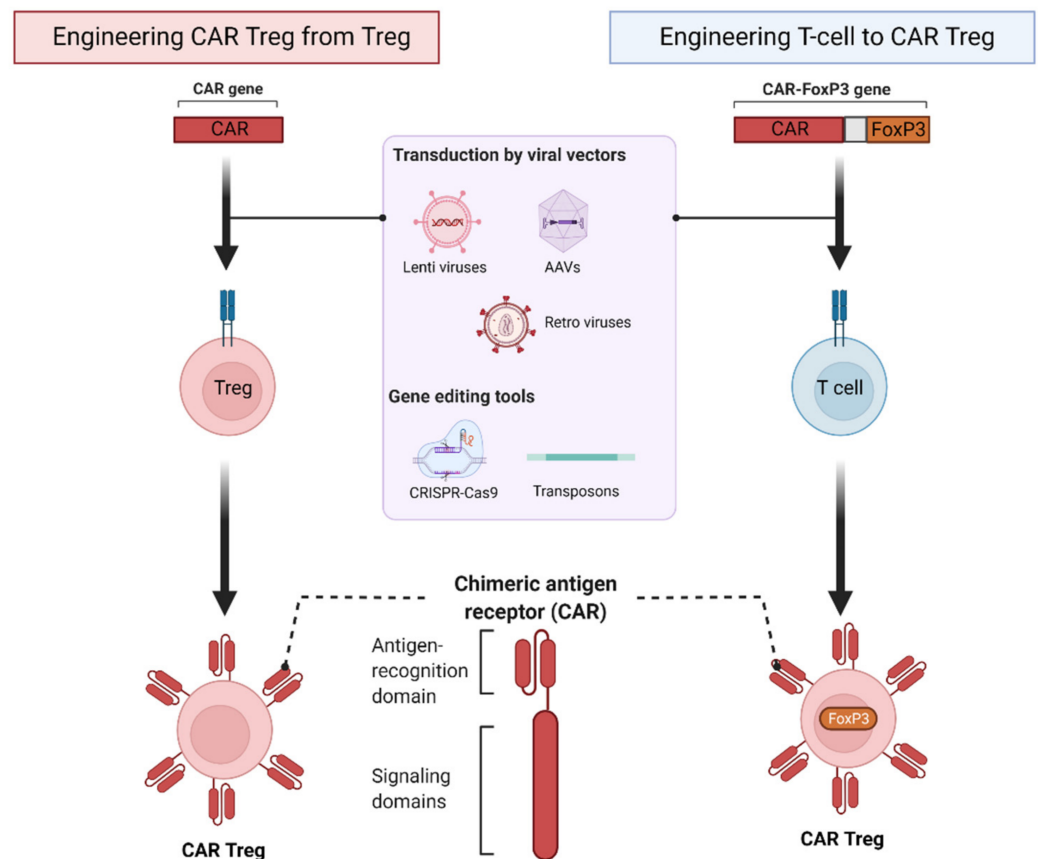 Engineering CAR Treg from Treg
Engineering T-cell to CAR Treg
CAR gene
CAR
CAR-FoxP3 gene
CAR
FoxP3
Transduction by viral vectors
Lenti viruses
AAVs
Retro viruses
Treg
T cell
Gene editing tools
CRISPR-Cas9
Transposons
Chimeric antigen
receptor (CAR)
Antigen-
recognition
domain
Signaling
domains
FoxP3
CAR Treg
CAR Treg